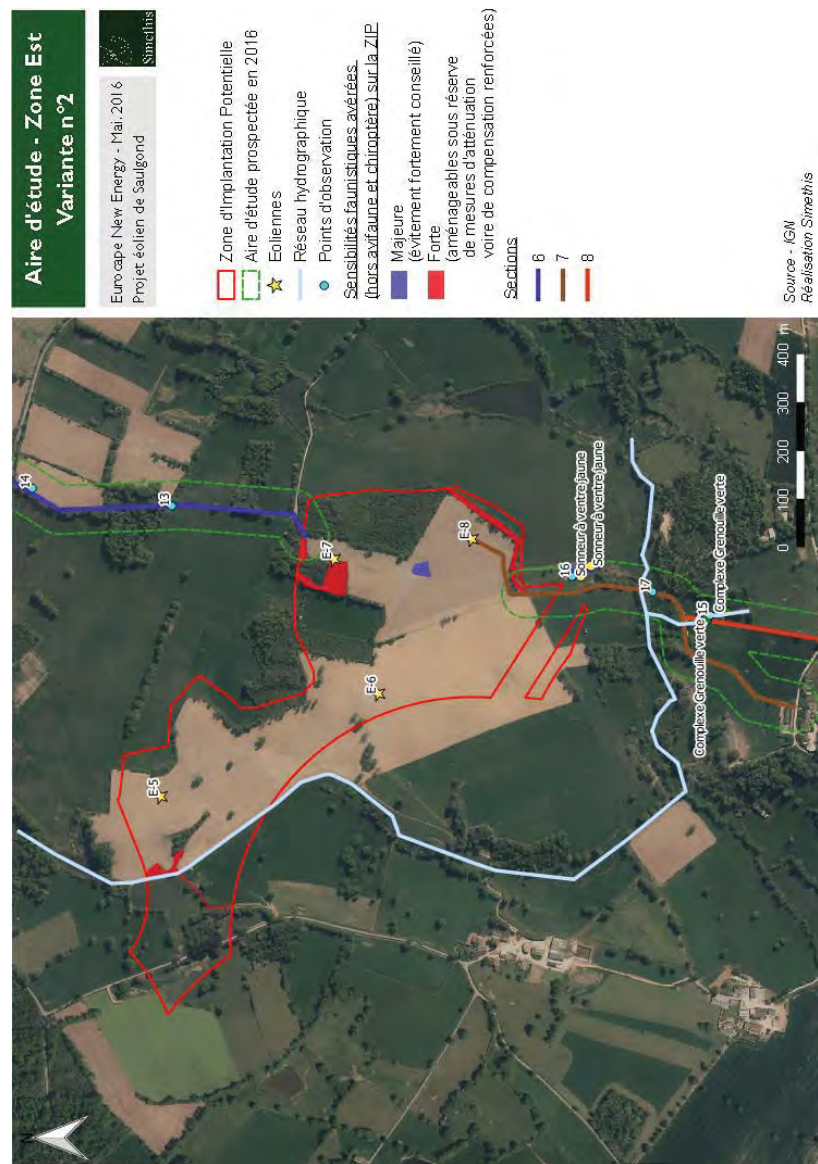 Aire d'étude - Zone Est
Variante n°2
Eurocape New Energy - Mai. 2016
Projet éolien de Saulgond
Simethis
Zone d'Implantation Potentielle
Aire d'étude prospectée en 2016
Eoliennes
Réseau hydrographique
Points d'observation
Sensibilités faunistiques avérées
(hors avifaune et chiroptère) sur la ZIP
Majeure
(évitement fortement conseillé)
Forte
(aménageables sous réserve
de mesures d'atténuation
voire de compensation renforcées)
Sections
6
7
8
Source - IGN
Réalisation Simethis
N
14
13
E-7
E-8
E-6
E-5
16
Sonneur à ventre jaune
Sonneur à ventre jaune
17
15
Complexe Grenouille verte
Complexe Grenouille verte
0 100 200 300 400 m